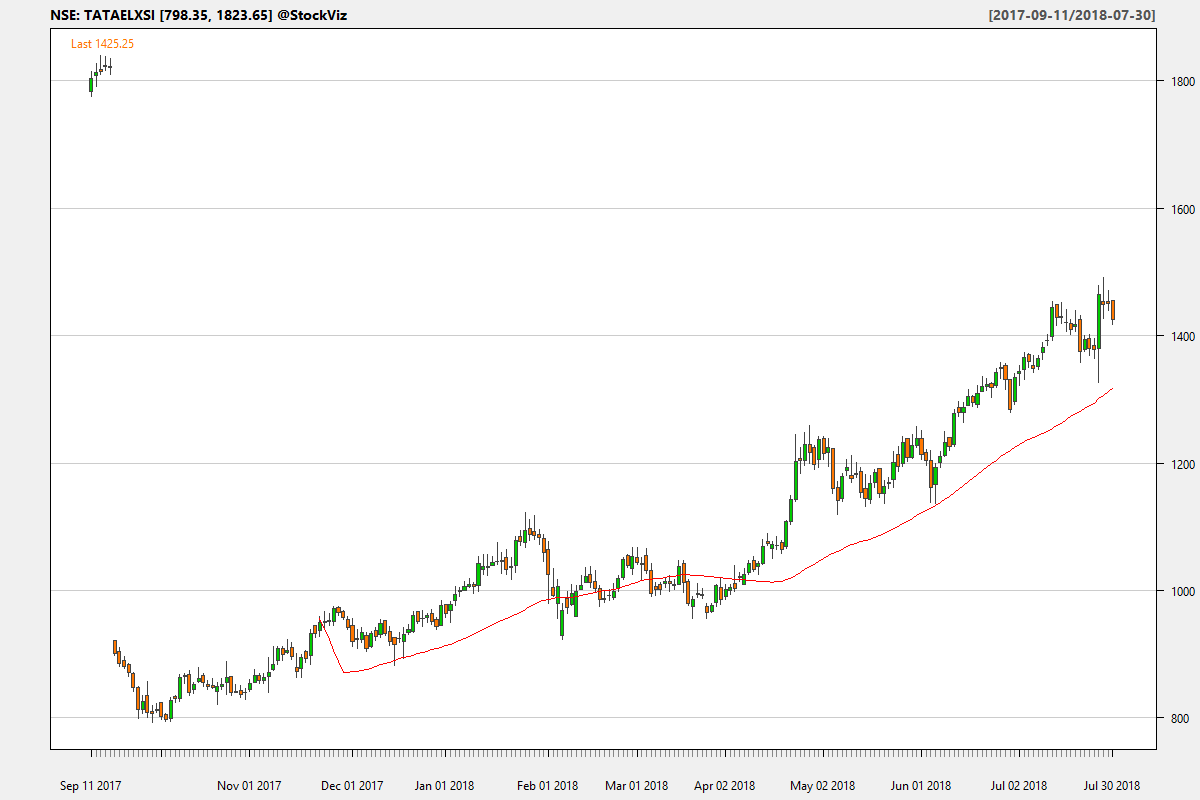 NSE: TATAELXSI [798.35, 1823.65] @StockViz [2017-09-11/2018-07-30]
Last 1425.25
1800
1600
1400
1200
1000
800
Sep 11 2017 Nov 01 2017 Dec 01 2017 Jan 01 2018 Feb 01 2018 Mar 01 2018 Apr 02 2018 May 02 2018 Jun 01 2018 Jul 02 2018 Jul 30 2018